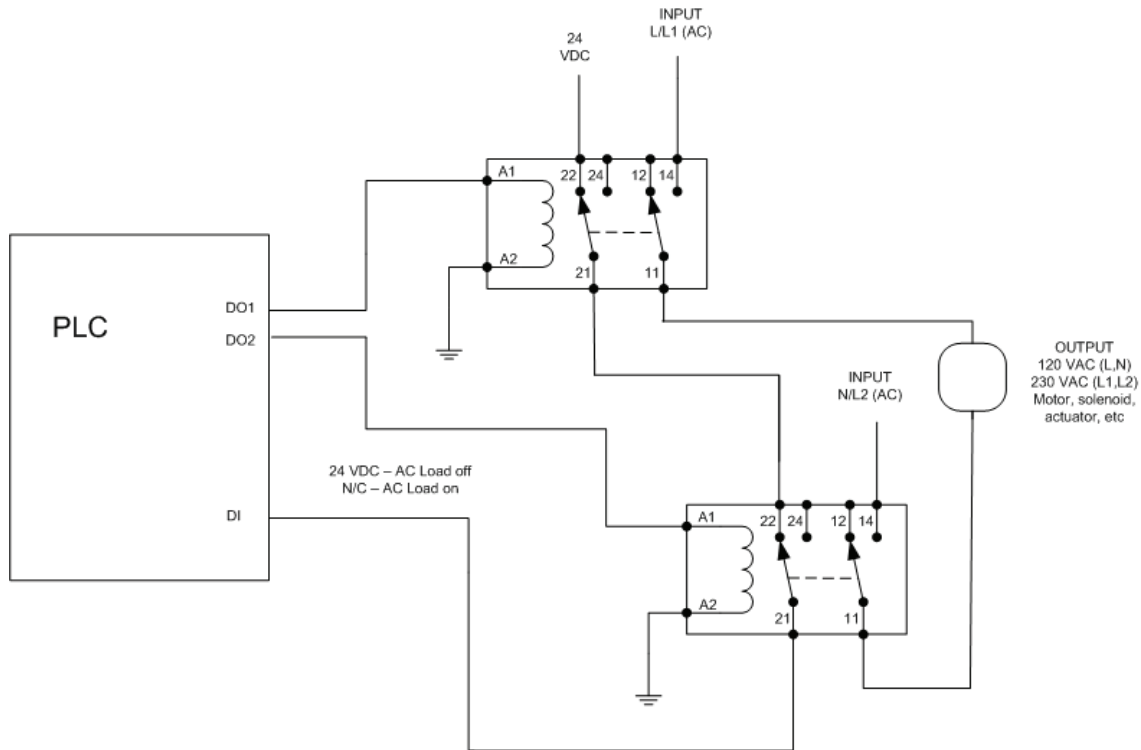 INPUT
L/L1 (AC)
24
VDC
A1
22 24 12 14
A2
21 11
PLC
DO1
DO2
DI
INPUT
N/L2 (AC)
OUTPUT
120 VAC (L,N)
230 VAC (L1,L2)
Motor, solenoid,
actuator, etc
24 VDC – AC Load off
N/C – AC Load on
A1
22 24 12 14
A2
21 11